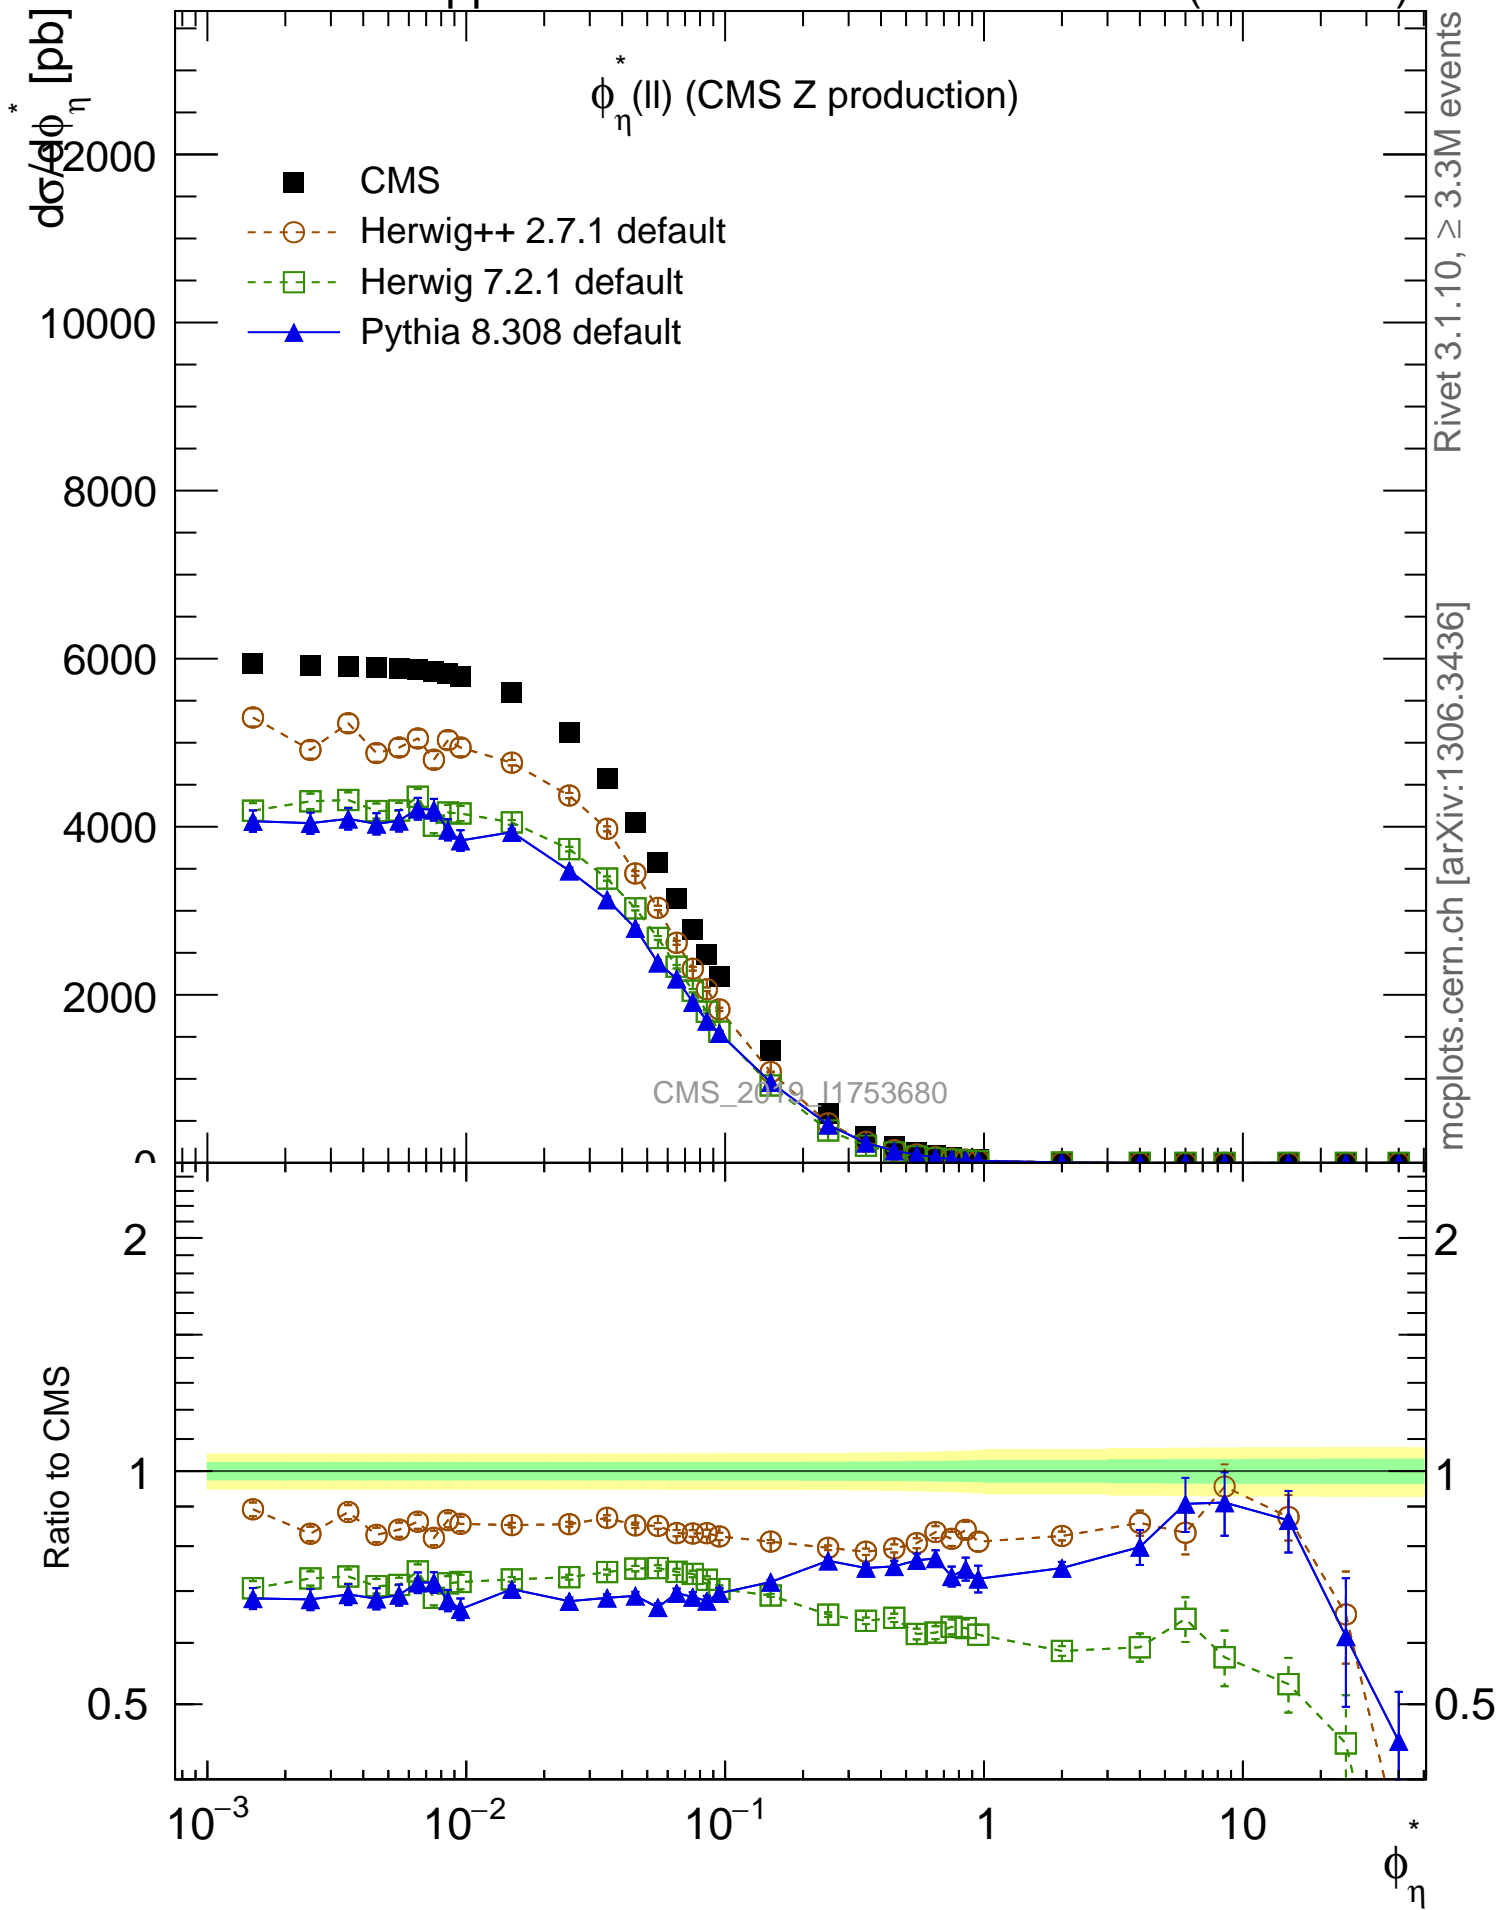 pp
dσ/dφ*η [pb]
φ*η(ll) (CMS Z production)
CMS
Herwig++ 2.7.1 default
Herwig 7.2.1 default
Pythia 8.308 default
2000
10000
8000
6000
4000
2000
0
CMS_2019_I1753680
Rivet 3.1.10, ≥ 3.3M events
mcplots.cern.ch [arXiv:1306.3436]
Ratio to CMS
2
1
0.5
2
1
0.5
10−3
10−2
10−1
1
10
φ*η